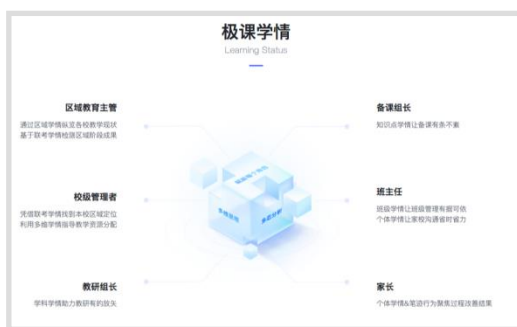 极课学情
Learning Status
区域教育主管
通过区域学情纵览各校教学现状
基于联考学情检测区域阶段成果
校级管理者
凭借联考学情找到本校区域定位
利用多维学情指导教学资源分配
教研组长
学科学情助力教研有的放矢
备课组长
知识点学情让备课有条不紊
班主任
班级学情让班级管理有据可依
个体学情让家校沟通省时省力
家长
个体学情&笔迹行为聚焦过程改善结果
多维服务
多层分析